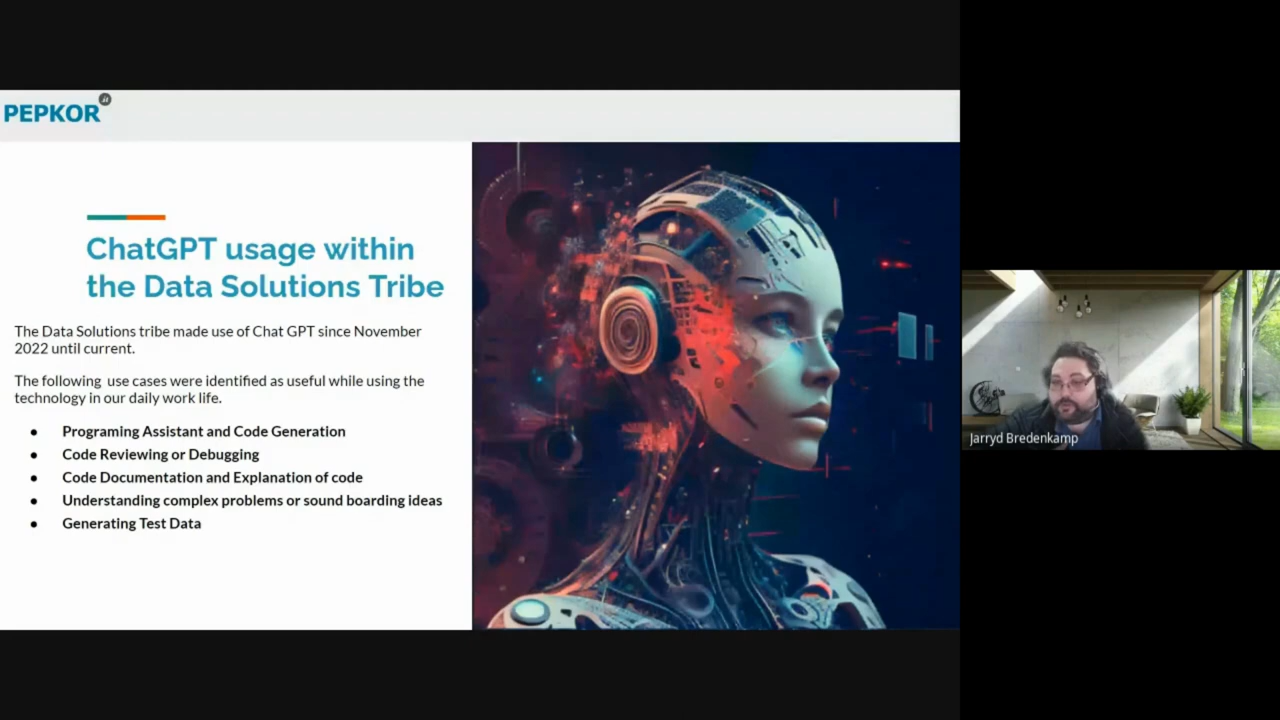 PEPKOR it
ChatGPT usage within
the Data Solutions Tribe
The Data Solutions tribe made use of Chat GPT since November
2022 until current.
The following use cases were identified as useful while using the
technology in our daily work life.
● Programing Assistant and Code Generation
● Code Reviewing or Debugging
● Code Documentation and Explanation of code
● Understanding complex problems or sound boarding ideas
● Generating Test Data
Jarryd Bredenkamp